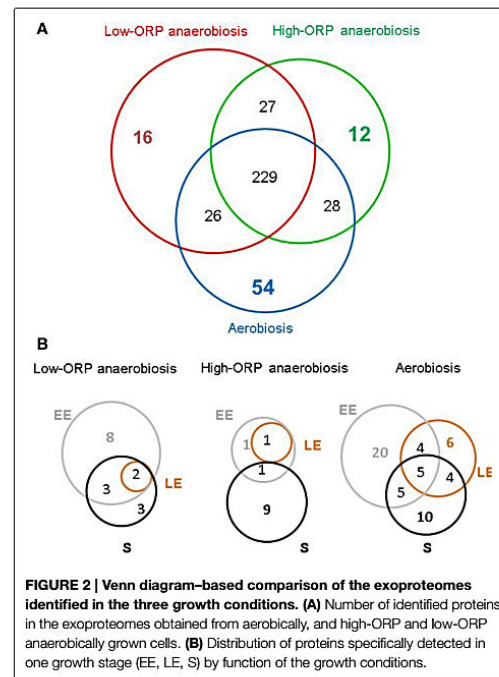 A
Low-ORP anaerobiosis
High-ORP anaerobiosis
27
16
12
229
26
28
54
Aerobiosis
B
Low-ORP anaerobiosis
High-ORP anaerobiosis
Aerobiosis
EE
8
2
LE
3
3
S
EE
1
1
LE
1
9
S
EE
20
4
6
5
LE
5
4
10
S
FIGURE 2 | Venn diagram–based comparison of the exoproteomes
identified in the three growth conditions. (A) Number of identified proteins
in the exoproteomes obtained from aerobically, and high-ORP and low-ORP
anaerobically grown cells. (B) Distribution of proteins specifically detected in
one growth stage (EE, LE, S) by function of the growth conditions.